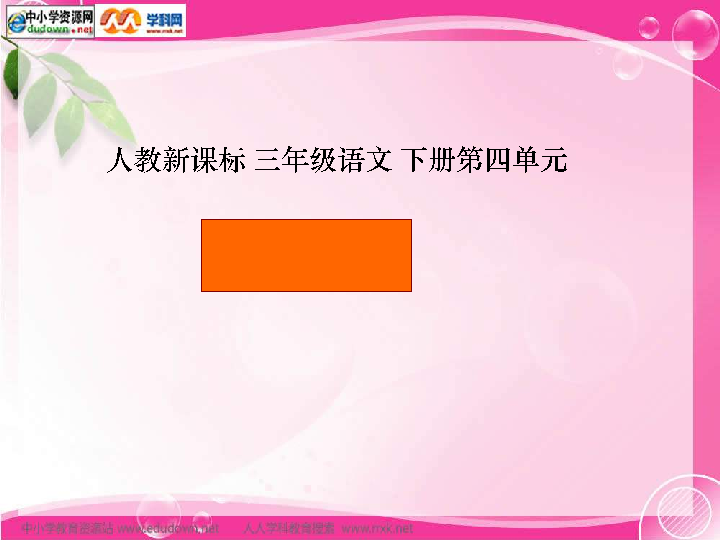 中小学资源网
edudown.net
学科网
www.nxk.net
人教新课标 三年级语文 下册第四单元
中小学教育资源站 www.edudown.net 人人学科教育搜索 www.rrxk.net